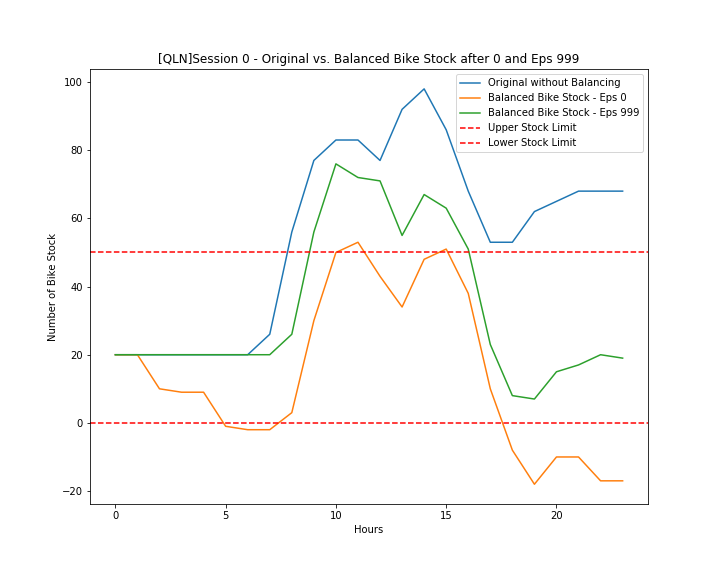 [QLN]Session 0 - Original vs. Balanced Bike Stock after 0 and Eps 999
Original without Balancing
Balanced Bike Stock - Eps 0
Balanced Bike Stock - Eps 999
Upper Stock Limit
Lower Stock Limit
Number of Bike Stock
100
80
60
40
20
0
−20
0
5
10
15
20
Hours